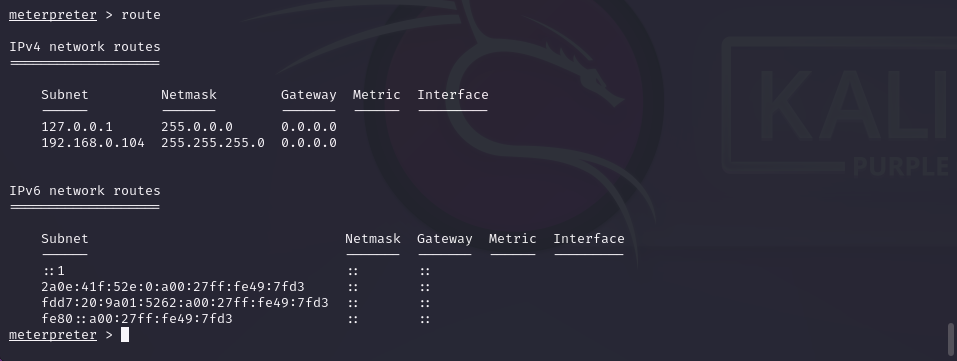 meterpreter > route
IPv4 network routes
Subnet Netmask Gateway Metric Interface
127.0.0.1 255.0.0.0 0.0.0.0
192.168.0.104 255.255.255.0 0.0.0.0
IPv6 network routes
Subnet Netmask Gateway Metric Interface
::1 :: ::
2a0e:41f:52e:0:a00:27ff:fe49:7fd3 :: ::
fdd7:20:9a01:5262:a00:27ff:fe49:7fd3 :: ::
fe80::a00:27ff:fe49:7fd3 :: ::
meterpreter >
KALI
PURPLE